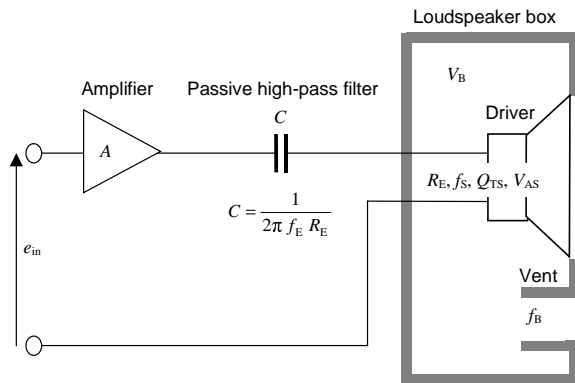 Loudspeaker box
V_B
Amplifier
Passive high-pass filter
C
Driver
A
R_E, f_S, Q_TS, V_AS
C = 1 / (2π f_E R_E)
e_in
Vent
f_B